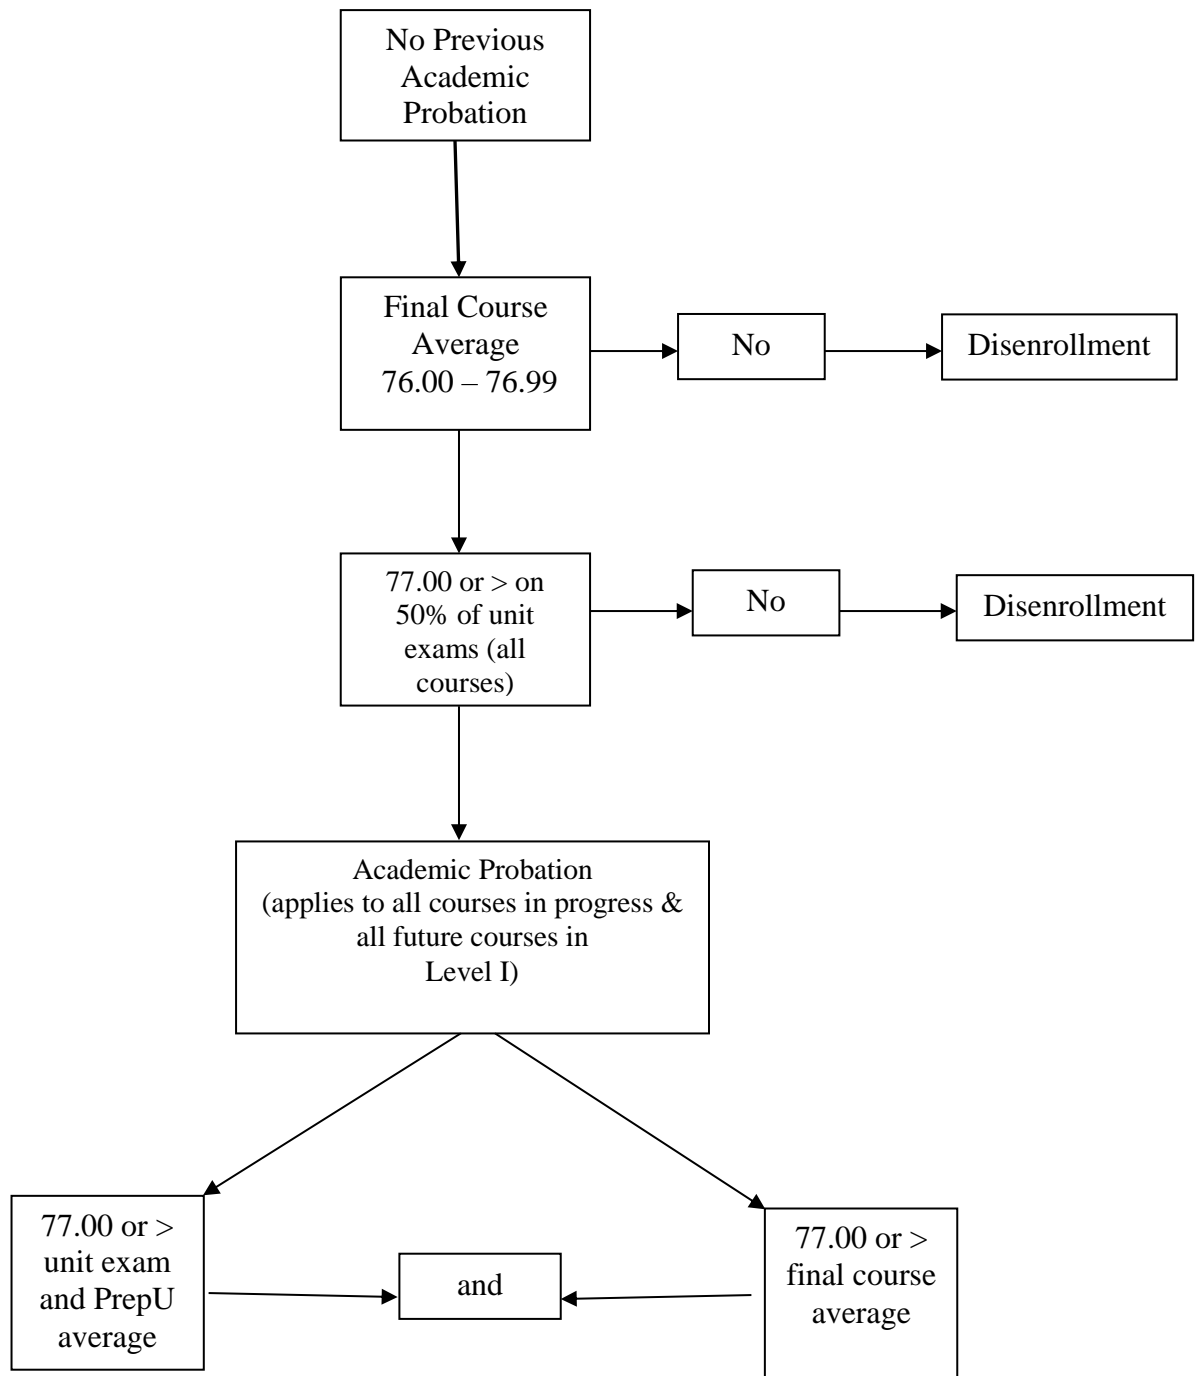 No Previous
Academic
Probation
Final Course
Average
76.00 – 76.99
No
Disenrollment
77.00 or > on
50% of unit
exams (all
courses)
No
Disenrollment
Academic Probation
(applies to all courses in progress &
all future courses in
Level I)
77.00 or >
unit exam
and PrepU
average
and
77.00 or >
final course
average